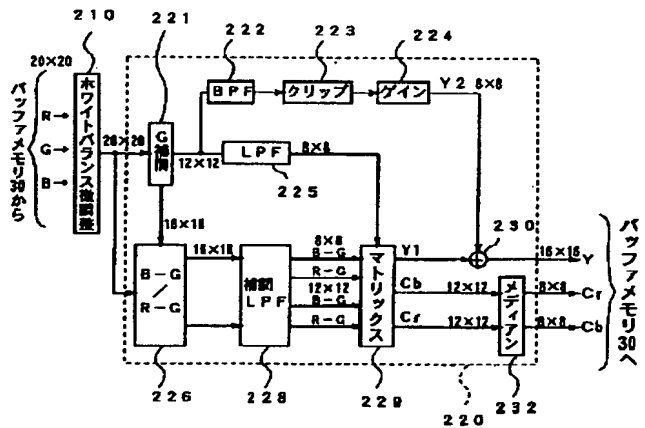 210
221
222
223
224
20×20
バッファメモリ30から
R→
G→
B→
ホワイトバランス微調整
20×20
G補間
12×12
BPF
クリップ
ゲイン
Y2 8×8
LPF
8×8
225
16×16
B-G
/
R-G
16×16
補間
LPF
8×8
B-G
R-G
12×12
B-G
R-G
マトリックス
Y1
Cb
12×12
Cr
12×12
230
16×16
Y
メディアン
8×8
Cr
8×8
Cb
バッファメモリ30へ
226
228
229
220
232